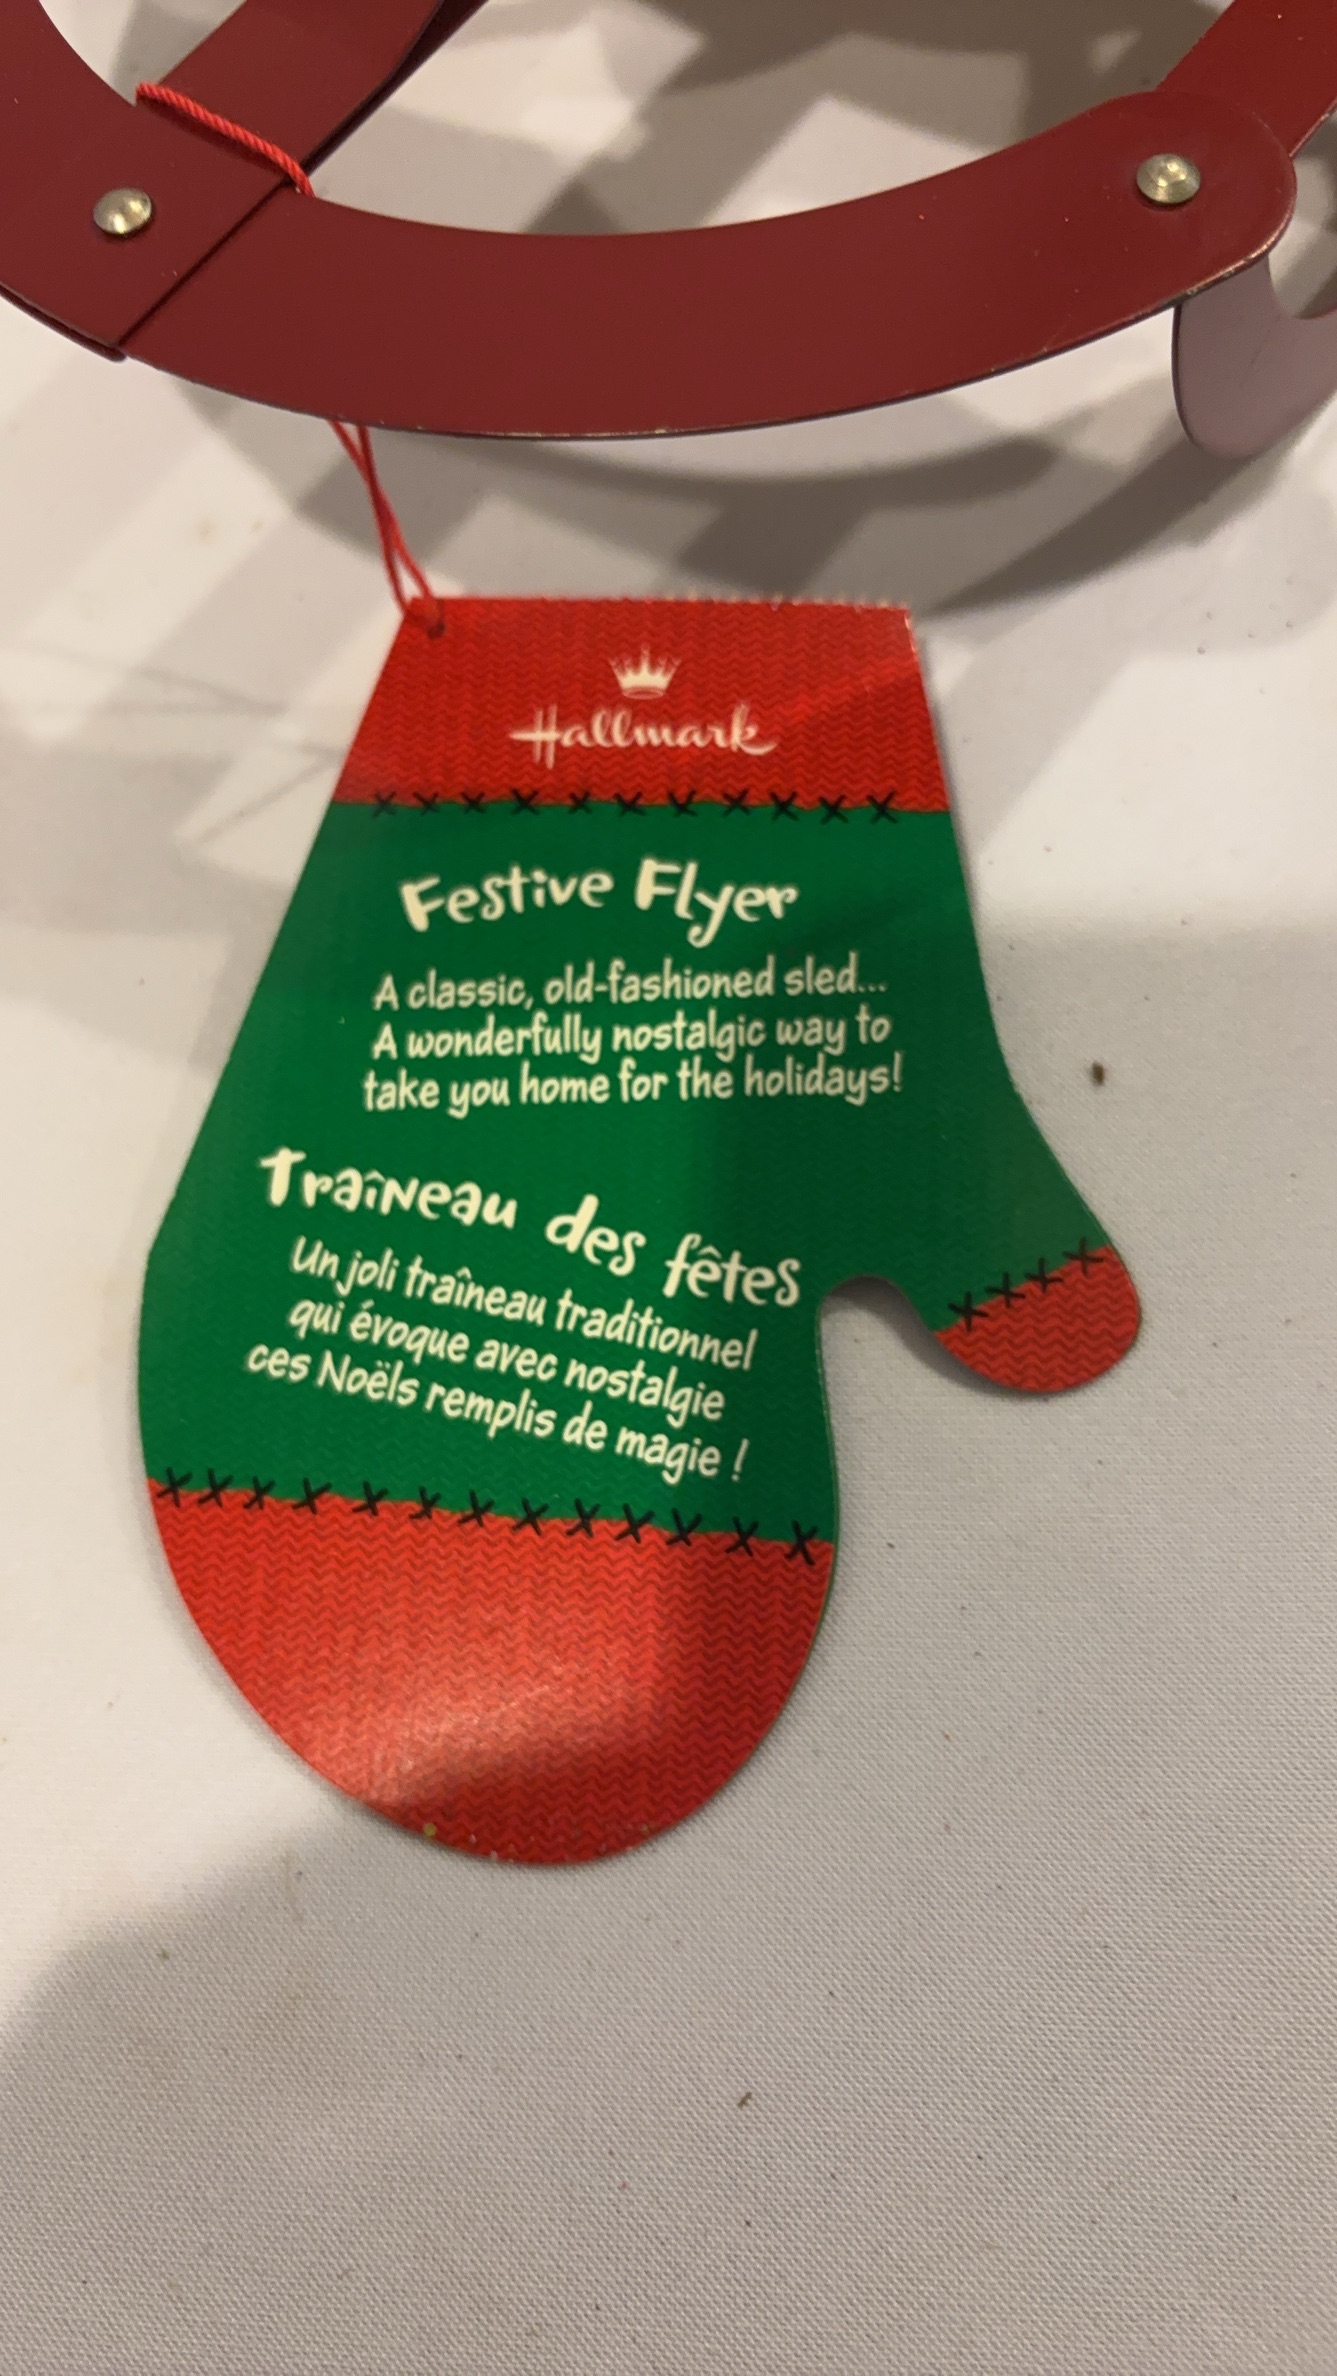 Hallmark
Festive Flyer
A classic, old-fashioned sled...
A wonderfully nostalgic way to
take you home for the holidays!
Traîneau des fêtes
Un joli traîneau traditionnel
qui évoque avec nostalgie
ces Noëls remplis de magie !